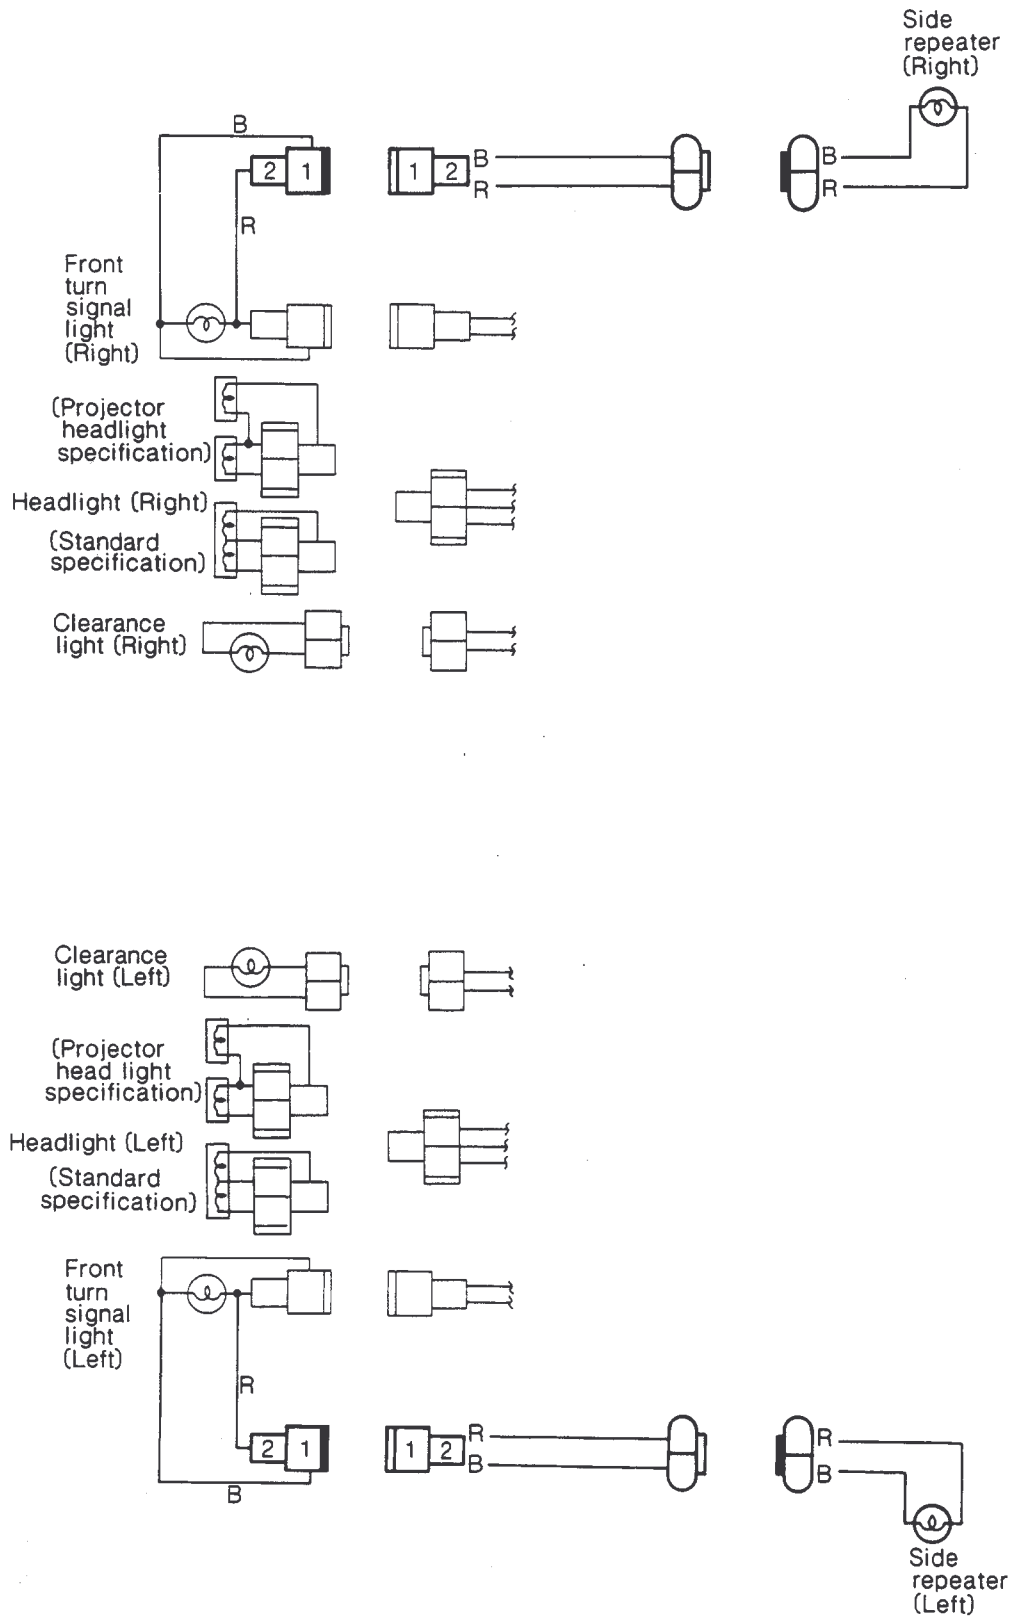 Side
repeater
(Right)
B
2 1
1 2
B
R
B
R
R
Front
turn
signal
light
(Right)
(Projector
headlight
specification)
Headlight (Right)
(Standard
specification)
Clearance
light (Right)
Clearance
light (Left)
(Projector
head light
specification)
Headlight (Left)
(Standard
specification)
Front
turn
signal
light
(Left)
R
2 1
1 2
R
B
R
B
B
Side
repeater
(Left)